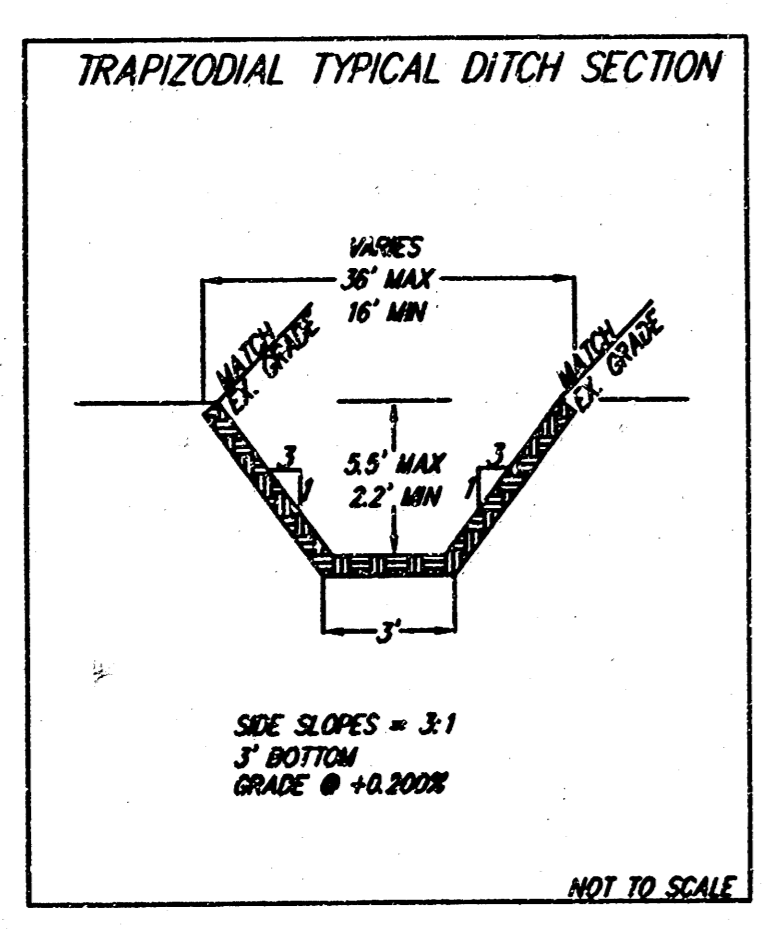 TRAPIZODIAL TYPICAL DiTCH SECTION
VARIES
36' MAX
16' MIN
MATCH
EX. GRADE
MATCH
EX. GRADE
3
1
5.5' MAX
2.2' MIN
3
1
3'
SIDE SLOPES = 3:1
3' BOTTOM
GRADE @ +0.200%
NOT TO SCALE